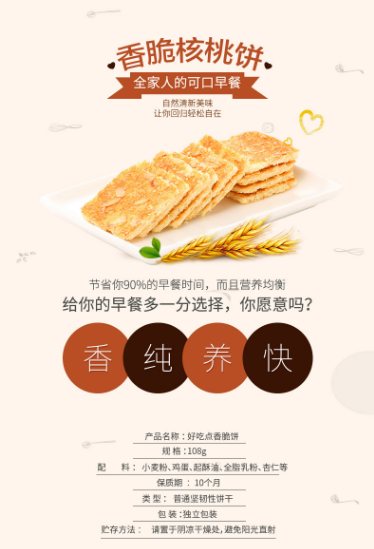 香脆核桃饼
全家人的可口早餐
自然清新美味
让你回归轻松自在
节省你90%的早餐时间，而且营养均衡
给你的早餐多一分选择，你愿意吗？
香 纯 养 快
产品名称：好吃点香脆饼
规 格：108g
配 料：小麦粉、鸡蛋、起酥油、全脂乳粉、杏仁等
保质期：10个月
类 型：普通坚韧性饼干
包 装：独立包装
贮存方法：请置于阴凉干燥处，避免阳光直射